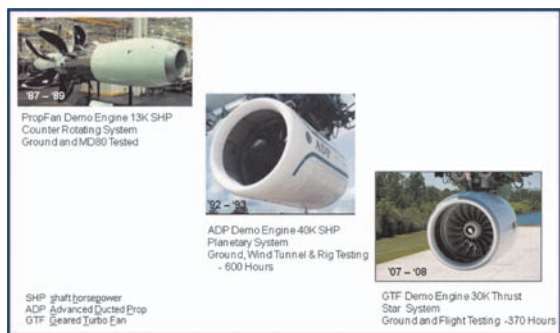 '87 – '89
PropFan Demo Engine 13K SHP
Counter Rotating System
Ground and MD80 Tested
ADP
'92 – '93
ADP Demo Engine 40K SHP
Planetary System
Ground, Wind Tunnel & Rig Testing
- 600 Hours
'07 – '08
GTF Demo Engine 30K Thrust
Star System
Ground and Flight Testing -370 Hours
SHP shaft horsepower
ADP Advanced Ducted Prop
GTF Geared Turbo Fan